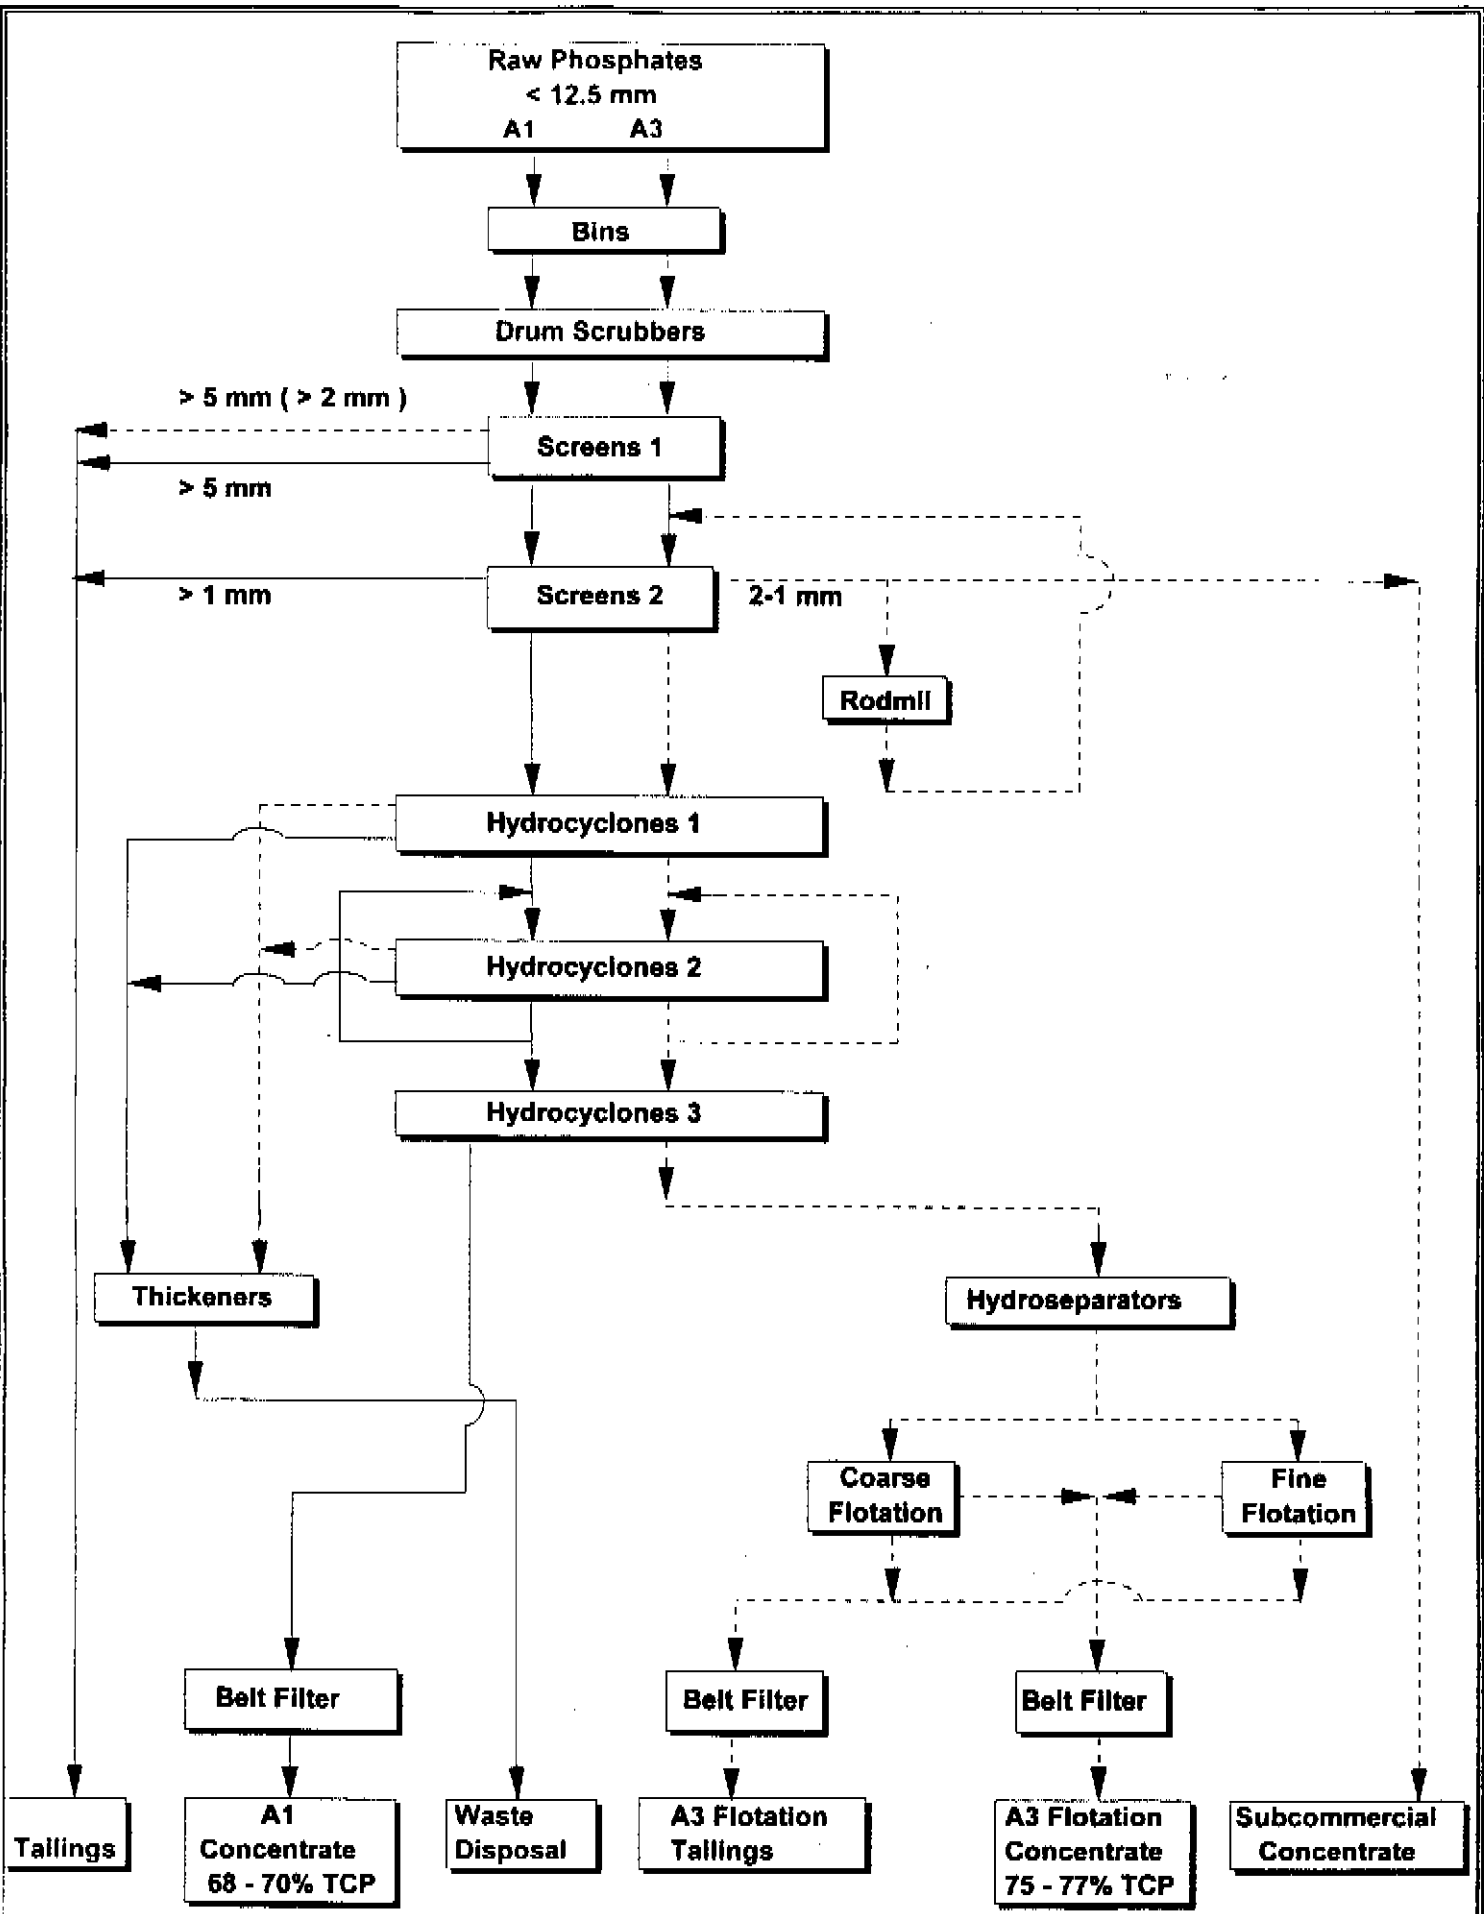 Raw Phosphates
< 12.5 mm
A1 A3
Bins
Drum Scrubbers
> 5 mm ( > 2 mm )
Screens 1
> 5 mm
> 1 mm
Screens 2
2-1 mm
Rodmill
Hydrocyclones 1
Hydrocyclones 2
Hydrocyclones 3
Thickeners
Hydroseparators
Coarse
Flotation
Fine
Flotation
Belt Filter
Belt Filter
Belt Filter
Tailings
A1
Concentrate
68 - 70% TCP
Waste
Disposal
A3 Flotation
Tailings
A3 Flotation
Concentrate
75 - 77% TCP
Subcommercial
Concentrate